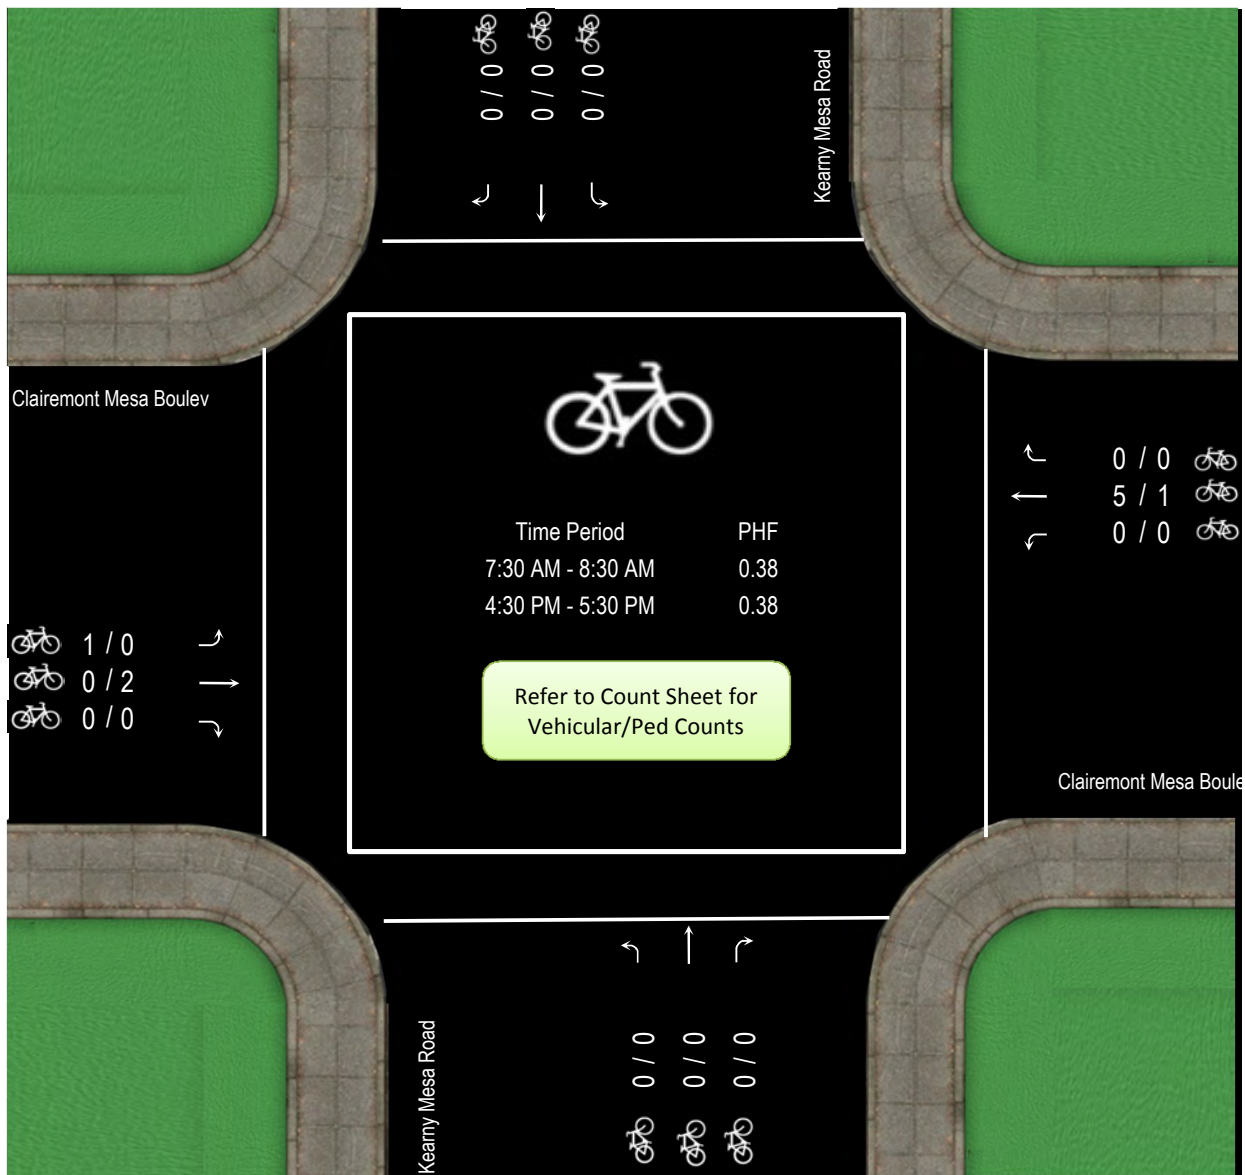 0 / 0
0 / 0
0 / 0
Kearny Mesa Road
Clairemont Mesa Boulev
0 / 0
5 / 1
0 / 0
Time Period PHF
7:30 AM - 8:30 AM 0.38
4:30 PM - 5:30 PM 0.38
1 / 0
0 / 2
0 / 0
Refer to Count Sheet for
Vehicular/Ped Counts
Clairemont Mesa Boule
Kearny Mesa Road
0 / 0
0 / 0
0 / 0